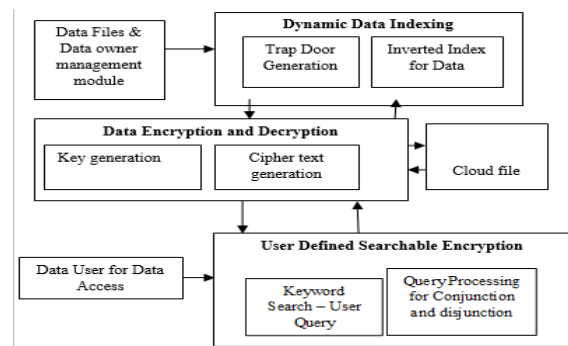 Dynamic Data Indexing
Data Files &
Data owner
management
module
Trap Door
Generation
Inverted Index
for Data
Data Encryption and Decryption
Key generation
Cipher text
generation
Cloud file
User Defined Searchable Encryption
Data User for Data
Access
Keyword
Search – User
Query
Query Processing
for Conjunction
and disjunction